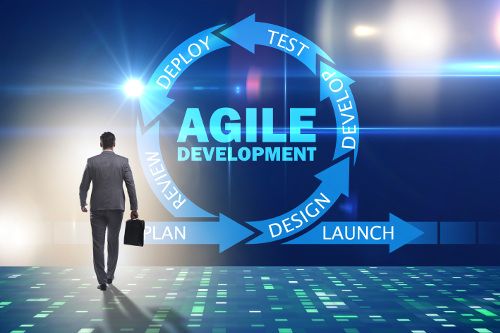 DEPLOY
TEST
DEVELOP
AGILE
DEVELOPMENT
REVIEW
DESIGN
PLAN
LAUNCH